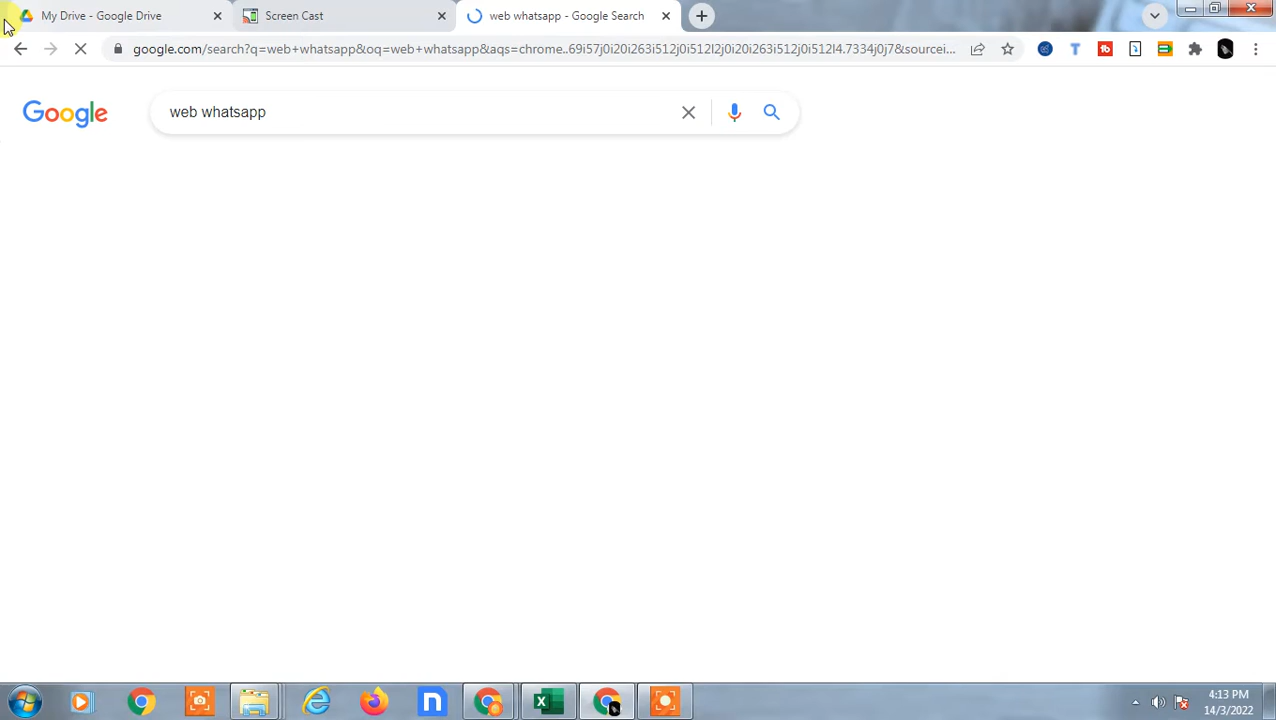 My Drive - Google Drive
Screen Cast
web whatsapp - Google Search
google.com/search?q=web+whatsapp&oq=web+whatsapp&aqs=chrome..69i57j0i20i263i512j0i512l2j0i20i263i512j0i512l4.7334j0j7&sourcei...
Google
web whatsapp
4:13 PM
14/3/2022